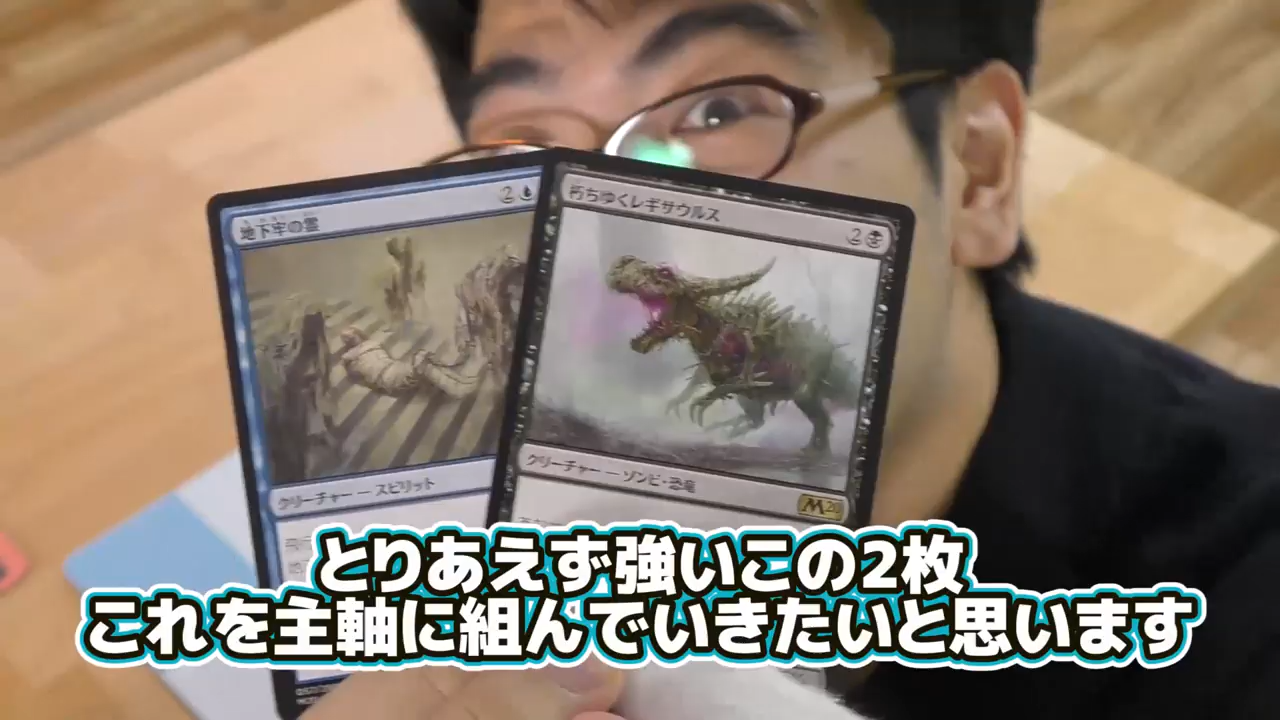 地下牢の霊
2
朽ちゆくレギサウルス
2
クリーチャー — スピリット
クリーチャー — ゾンビ・恐竜
M20
とりあえず強いこの2枚
これを主軸に組んでいきたいと思います